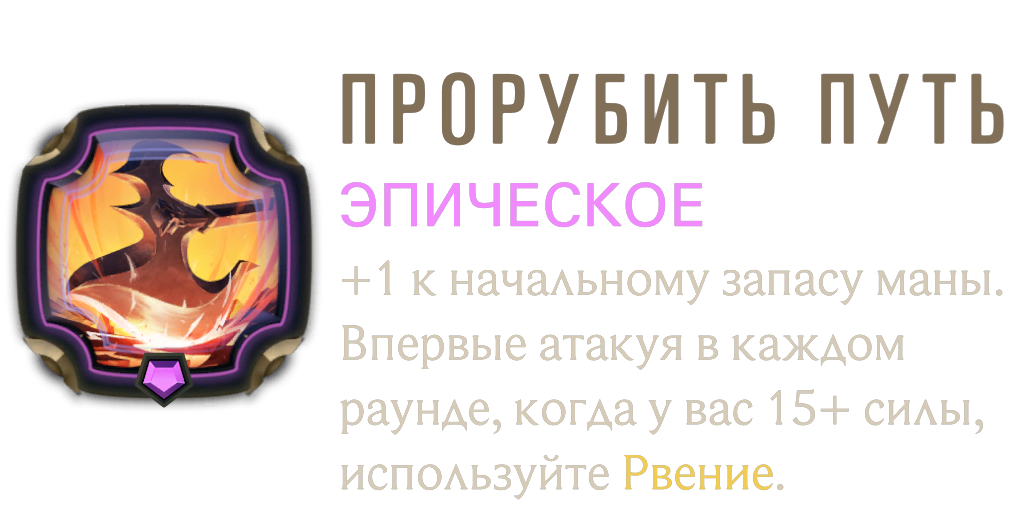 ПРОРУБИТЬ ПУТЬ
ЭПИЧЕСКОЕ
+1 к начальному запасу маны.
Впервые атакуя в каждом
раунде, когда у вас 15+ силы,
используйте Рвение.